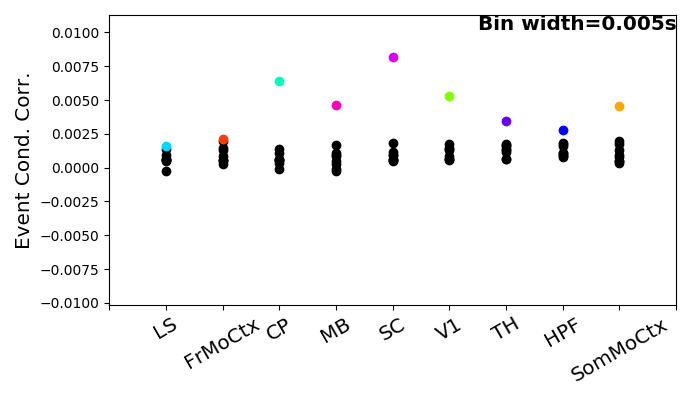 Bin width=0.005s
Event Cond. Corr.
0.0100
0.0075
0.0050
0.0025
0.0000
−0.0025
−0.0050
−0.0075
−0.0100
LS
FrMoCtx
CP
MB
SC
V1
TH
HPF
SomMoCtx